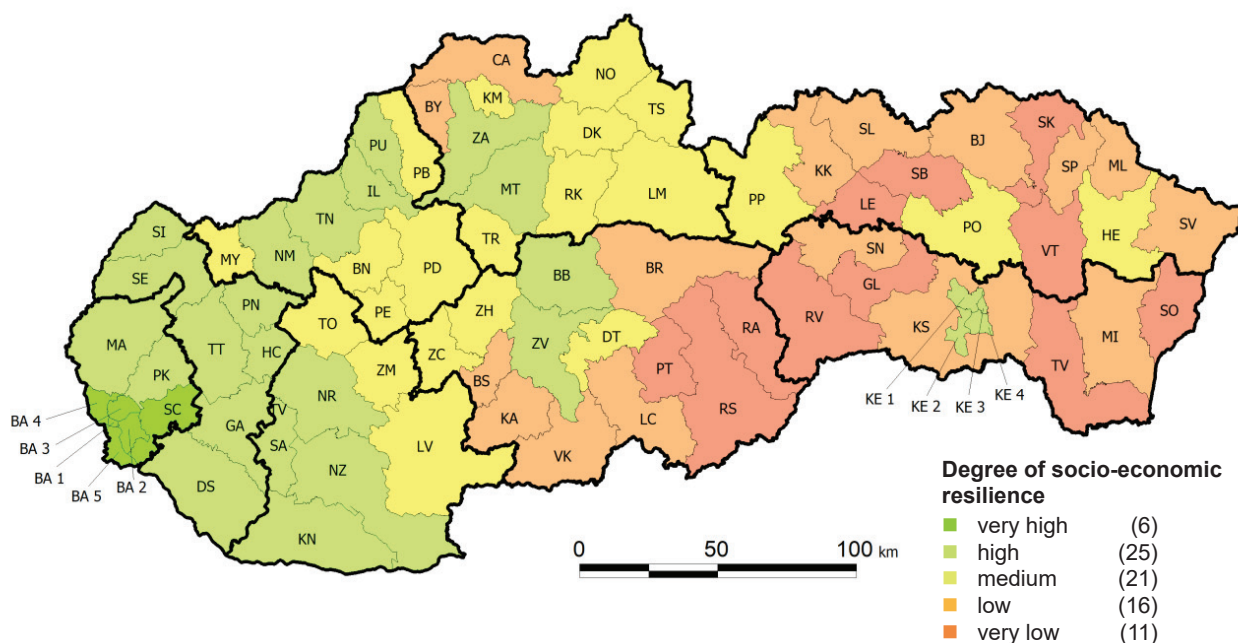 CA
NO
KM
BY
TS
ZA
DK
PU
PB
IL
MT
RK
LM
TN
SI
MY
NM
TR
SE
BN
PD
PE
PN
TO
ZH
BB
BR
MA
TT
HC
ZC
ZV
DT
PK
NR
ZM
BS
BA 4
SC
TV
GA
SA
KA
BA 3
BA 1
BA 5
BA 2
DS
NZ
LV
VK
LC
KN
PT
RA
RS
PP
KK
SL
BJ
SK
SP
ML
SB
LE
PO
HE
SV
VT
SN
GL
RV
KS
MI
SO
TV
KE 1
KE 2
KE 3
KE 4
0 50 100 km
Degree of socio-economic
resilience
very high (6)
high (25)
medium (21)
low (16)
very low (11)